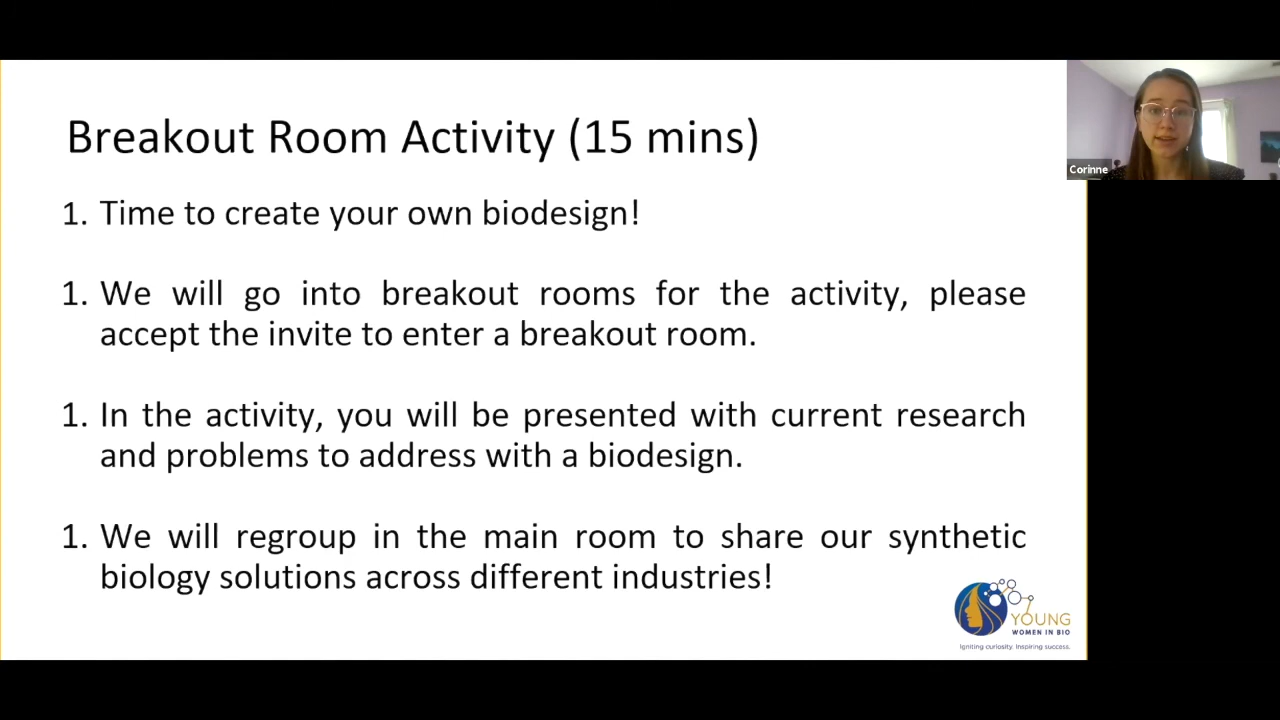 Breakout Room Activity (15 mins)
Corinne
1. Time to create your own biodesign!
1. We will go into breakout rooms for the activity, please
accept the invite to enter a breakout room.
1. In the activity, you will be presented with current research
and problems to address with a biodesign.
1. We will regroup in the main room to share our synthetic
biology solutions across different industries!
YOUNG
WOMEN IN BIO
Igniting curiosity. Inspiring success.